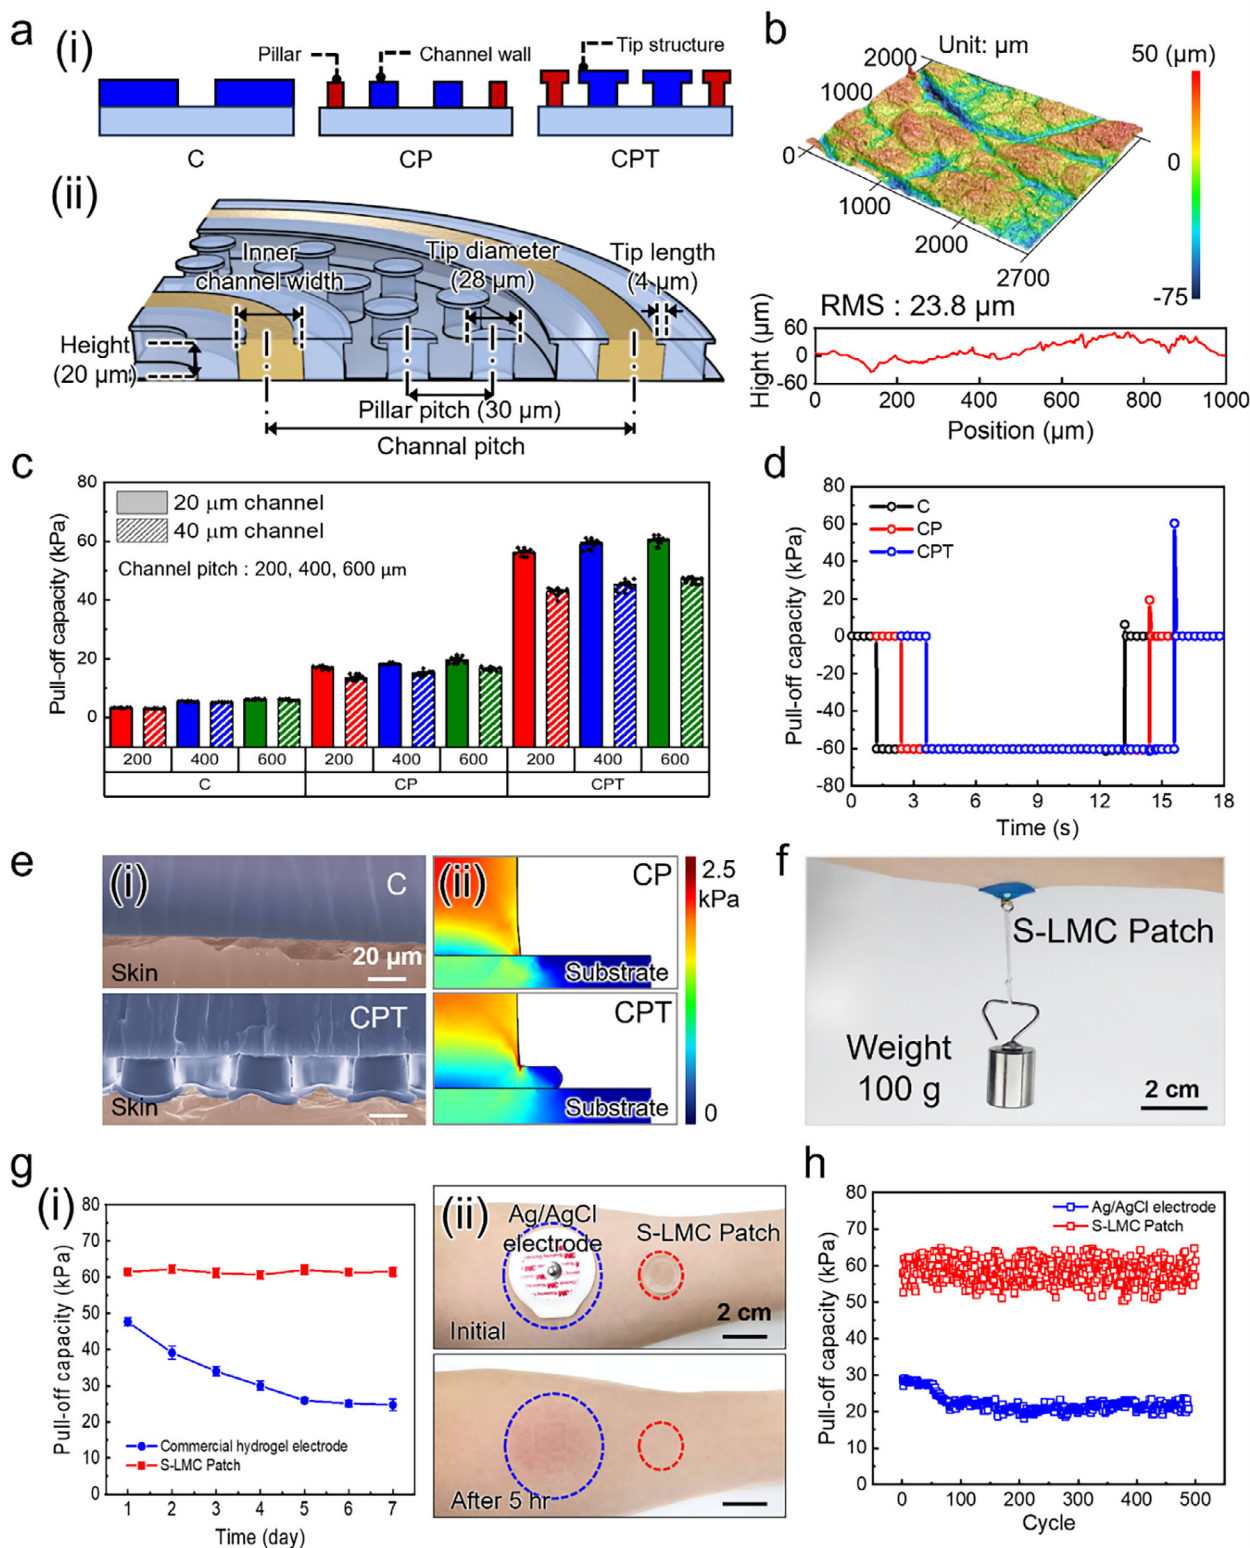 a
(i)
Pillar
Channel wall
Tip structure
C
CP
CPT
(ii)
Inner
channel width
Tip diameter
(28 μm)
Tip length
(4 μm)
Height
(20 μm)
Pillar pitch (30 μm)
Channal pitch
b
Unit: μm
50 (μm)
2000
1000
0
0
1000
2000
2700
-75
RMS : 23.8 μm
Hight (μm)
60
0
-60
0 200 400 600 800 1000
Position (μm)
c
Pull-off capacity (kPa)
80
60
40
20
0
20 μm channel
40 μm channel
Channel pitch : 200, 400, 600 μm
200 400 600 200 400 600 200 400 600
C CP CPT
d
Pull-off capacity (kPa)
80
60
40
20
0
-20
-40
-60
-80
C
CP
CPT
0 3 6 9 12 15 18
Time (s)
e
(i)
C
20 μm
Skin
CPT
Skin
(ii)
CP
Substrate
CPT
Substrate
2.5
kPa
0
f
S-LMC Patch
Weight
100 g
2 cm
g
(i)
Pull-off capacity (kPa)
80
70
60
50
40
30
20
10
0
Commercial hydrogel electrode
S-LMC Patch
1 2 3 4 5 6 7
Time (day)
(ii)
Ag/AgCl
electrode
S-LMC Patch
3M
Initial
2 cm
After 5 hr
h
Pull-off capacity (kPa)
80
70
60
50
40
30
20
10
0
Ag/AgCl electrode
S-LMC Patch
0 100 200 300 400 500
Cycle